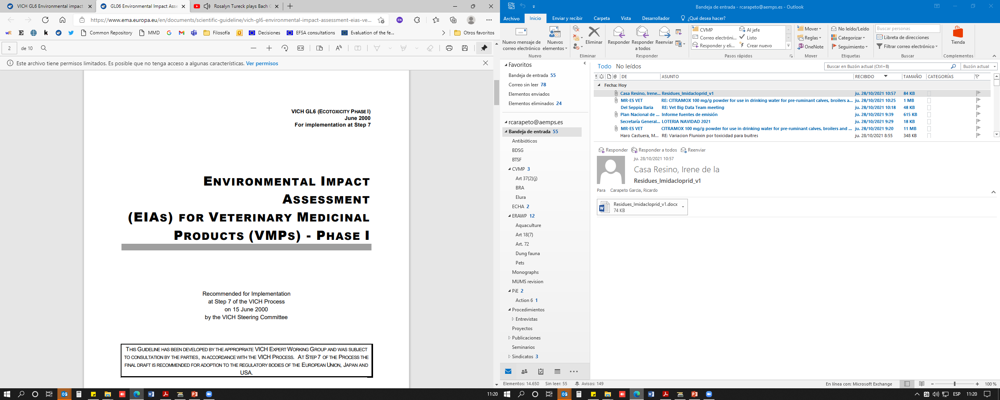 VICH GL6 Environmental impact
GL06 Environmental Impact Asse
Rosalyn Tureck plays Bach G
https://www.ema.europa.eu/en/documents/scientific-guideline/vich-gl6-environmental-impact-assessment-eias-ve...
Common Repository
MMD
Filosofía
Decisiones
EFSA consultations
Evaluation of the fe...
Otros favoritos
2
de 10
Este archivo tiene permisos limitados. Es posible que no tenga acceso a algunas características. Ver permisos
VICH GL6 (ECOTOXICITY PHASE I)
June 2000
For implementation at Step 7
ENVIRONMENTAL IMPACT
ASSESSMENT
(EIAS) FOR VETERINARY MEDICINAL
PRODUCTS (VMPS) - PHASE I
Recommended for Implementation
at Step 7 of the VICH Process
on 15 June 2000
by the VICH Steering Committee
THIS GUIDELINE HAS BEEN DEVELOPED BY THE APPROPRIATE VICH EXPERT WORKING GROUP AND WAS SUBJECT
TO CONSULTATION BY THE PARTIES, IN ACCORDANCE WITH THE VICH PROCESS. AT STEP 7 OF THE PROCESS THE
FINAL DRAFT IS RECOMMENDED FOR ADOPTION TO THE REGULATORY BODIES OF THE EUROPEAN UNION, JAPAN AND
USA.
11:20
Bandeja de entrada - rcarapeto@aemps.es - Outlook
Archivo Inicio Enviar y recibir Carpeta Vista Desarrollador ¿Qué desea hacer?
Nuevo mensaje de correo electrónico
Nuevos elementos
Nuevo
Eliminar
Eliminar
Responder
Responder a todos
Reenviar
Responder
CVMP
Correo electróni...
Responder y eli...
Al jefe
Listo
Crear nuevo
Pasos rápidos
Mover
Reglas
OneNote
Mover
No leído/Leído
Categorizar
Seguimiento
Etiquetas
Buscar personas
Libreta de direcciones
Filtrar correo electrónico
Buscar
Tienda
Complementos
Favoritos
Bandeja de entrada 55
Correo sin leer 78
Elementos enviados
Elementos eliminados 24
rcarapeto@aemps.es
Bandeja de entrada 55
Antibióticos
BDSG
BTSF
CVMP 3
Art 37(2)(j)
BRA
Elura
ECHA 2
ERAWP 12
Aquaculture
Art 18(7)
Art. 72
Dung fauna
Pets
Monographs
MUMS revision
PiE 2
Action 6 1
Procedimientos
Entrevistas
Proyectos
Publicaciones
Seminarios
Sindicatos 3
Todo No leídos
Buscar en Buzón actual (Ctrl+B)
Buzón actual
DE ASUNTO RECIBIDO TAMAÑO CATEGORÍAS
Fecha: Hoy
Casa Resino, Irene... Residues_Imidacloprid_v1 ju. 28/10/2021 10:57 84 KB
MR-ES VET RE: CITRAMOX 100 mg/g powder for use in drinking water for pre-ruminant calves, broilers a... ju. 28/10/2021 10:25 1 MB
Del Seppia Ilaria RE: Vet Big Data Team meeting ju. 28/10/2021 10:18 48 KB
Plan Nacional de ... Informe fuentes de emisión ju. 28/10/2021 9:39 615 KB
Secretaría General... LOTERIA NAVIDAD 2021 ju. 28/10/2021 9:29 18 KB
MR-ES VET CITRAMOX 100 mg/g powder for use in drinking water for pre-ruminant calves, broilers and ... ju. 28/10/2021 9:20 11 MB
Haro Castuera, M... RE: Variacion Flunixin por toxicidad para buitres ju. 28/10/2021 8:55 348 KB
Responder Responder a todos Reenviar
ju. 28/10/2021 10:57
Casa Resino, Irene de la
Residues_Imidacloprid_v1
Para Carapeto Garcia, Ricardo
Residues_Imidacloprid_v1.docx
74 KB
Elementos: 14.650 Sin leer: 55 Avisos: 149
En línea con: Microsoft Exchange
100 %
28
ESP
11:20